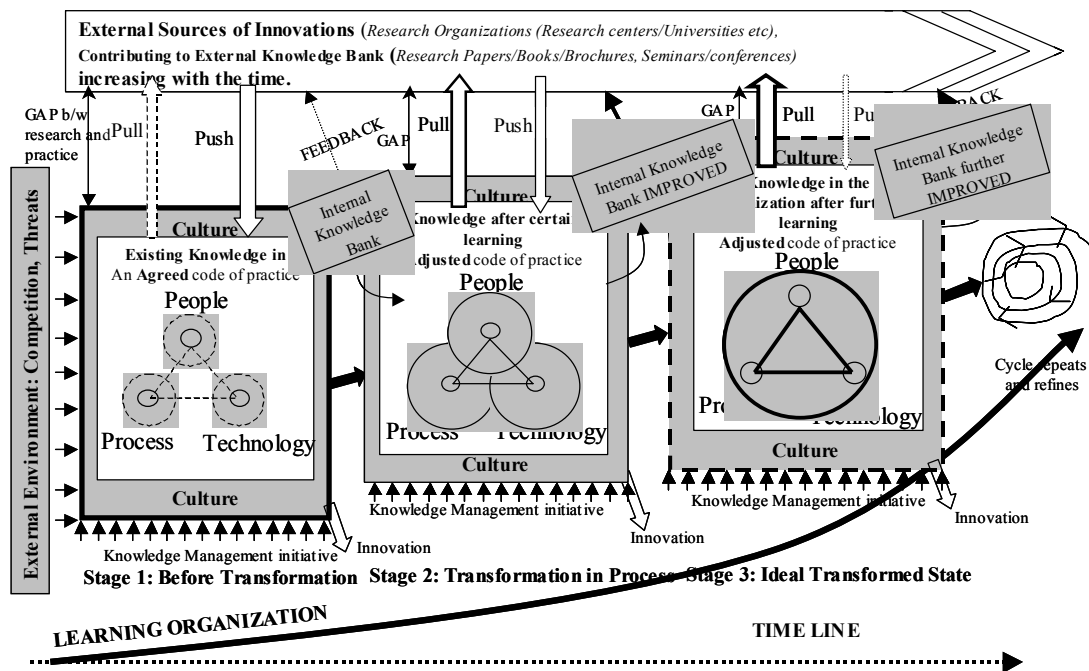 External Sources of Innovations (Research Organizations (Research centers/Universities etc),
Contributing to External Knowledge Bank (Research Papers/Books/Brochures, Seminars/conferences)
increasing with the time.
GAP b/w
research and
practice
Pull
Push
FEEDBACK
GAP
Pull
Push
GAP
Pull
External Environment: Competition, Threats
Culture
Existing Knowledge in
An Agreed code of practice
People
Process
Technology
Culture
Knowledge Management initiative
Innovation
Stage 1: Before Transformation
Internal
Knowledge
Bank
Culture
Knowledge after certai
learning
Adjusted code of practice
People
Process
Technology
Culture
Knowledge Management initiative
Innovation
Stage 2: Transformation in Process
Internal Knowledge
Bank IMPROVED
Culture
Knowledge in the
ization after furt
learning
Adjusted code of practice
People
Culture
Knowledge Management initiative
Innovation
Stage 3: Ideal Transformed State
Internal Knowledge
Bank further
IMPROVED
Cycle repeats
and refines
LEARNING ORGANIZATION
TIME LINE